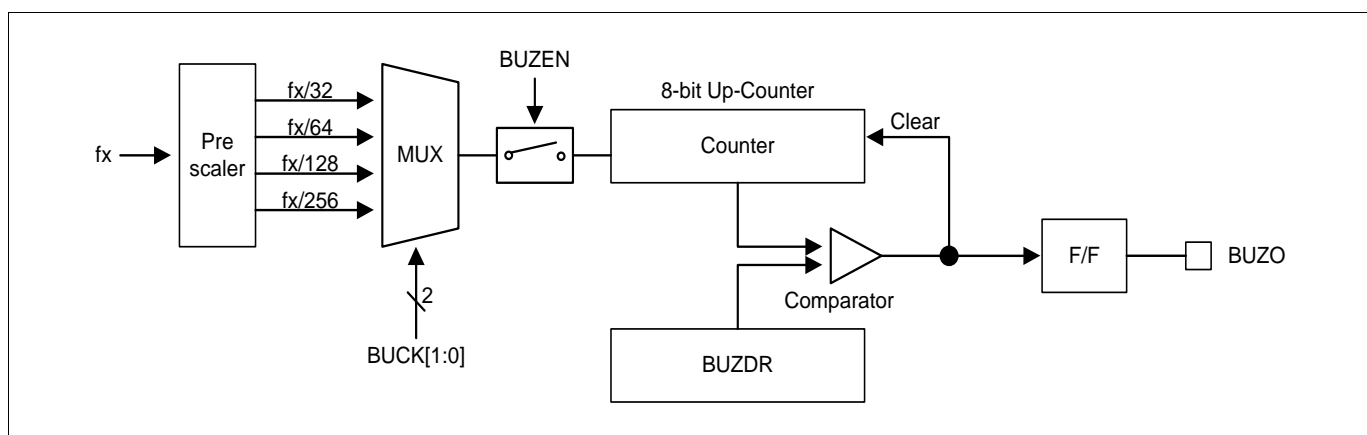 BUZEN
8-bit Up-Counter
fx/32
fx/64
fx/128
fx/256
fx
Pre
scaler
MUX
Counter
Clear
F/F
BUZO
Comparator
2
BUCK[1:0]
BUZDR